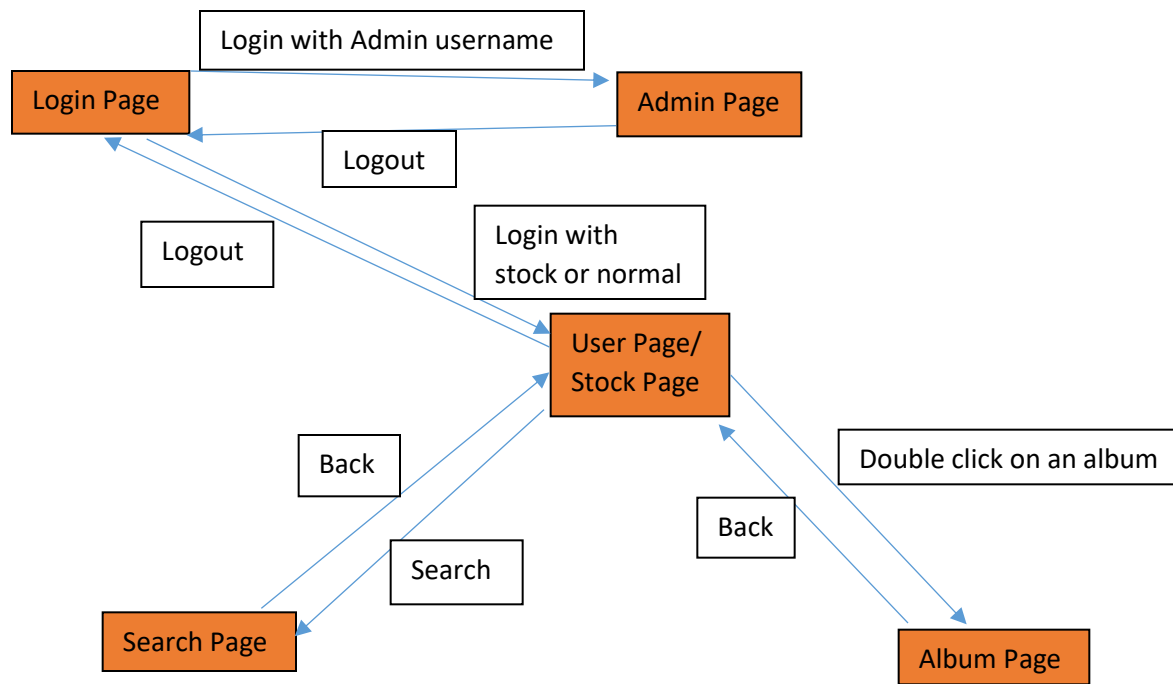 Login with Admin username
Login Page
Admin Page
Logout
Logout
Login with
stock or normal
User Page/
Stock Page
Back
Double click on an album
Back
Search
Search Page
Album Page